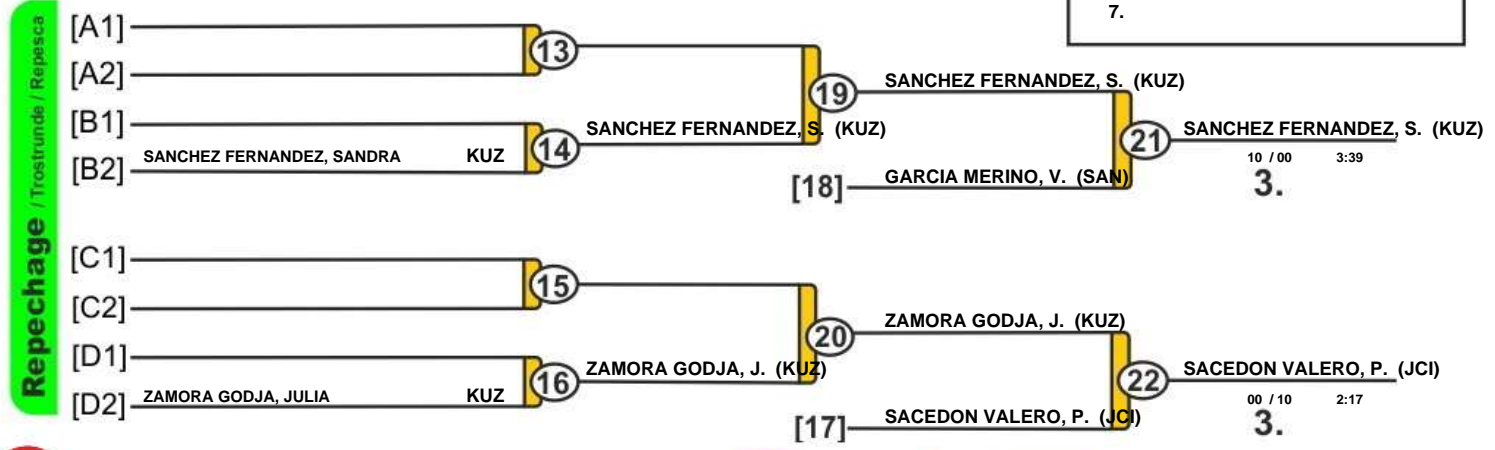 7.
Repechage / Trostrunde / Repesca
[A1]
13
[A2]
19
SANCHEZ FERNANDEZ, S. (KUZ)
[B1]
14
SANCHEZ FERNANDEZ, S. (KUZ)
21
SANCHEZ FERNANDEZ, S. (KUZ)
[B2]
SANCHEZ FERNANDEZ, SANDRA KUZ
10 / 00 3:39
3.
[18]
GARCIA MERINO, V. (SAN)
[C1]
15
[C2]
20
ZAMORA GODJA, J. (KUZ)
[D1]
16
ZAMORA GODJA, J. (KUZ)
22
SACEDON VALERO, P. (JCI)
[D2]
ZAMORA GODJA, JULIA KUZ
00 / 10 2:17
3.
[17]
SACEDON VALERO, P. (JCI)